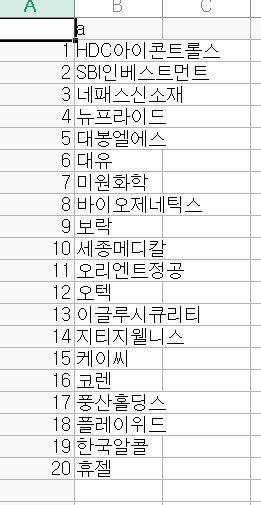 A B C
a
1 HDC아이콘트롤스
2 SBI인베스트먼트
3 네패스신소재
4 뉴프라이드
5 대봉엘에스
6 대유
7 미원화학
8 바이오제네틱스
9 보락
10 세종메디칼
11 오리엔트정공
12 오텍
13 이글루시큐리티
14 지티지웰니스
15 케이씨
16 코렌
17 풍산홀딩스
18 플레이위드
19 한국알콜
20 휴젤